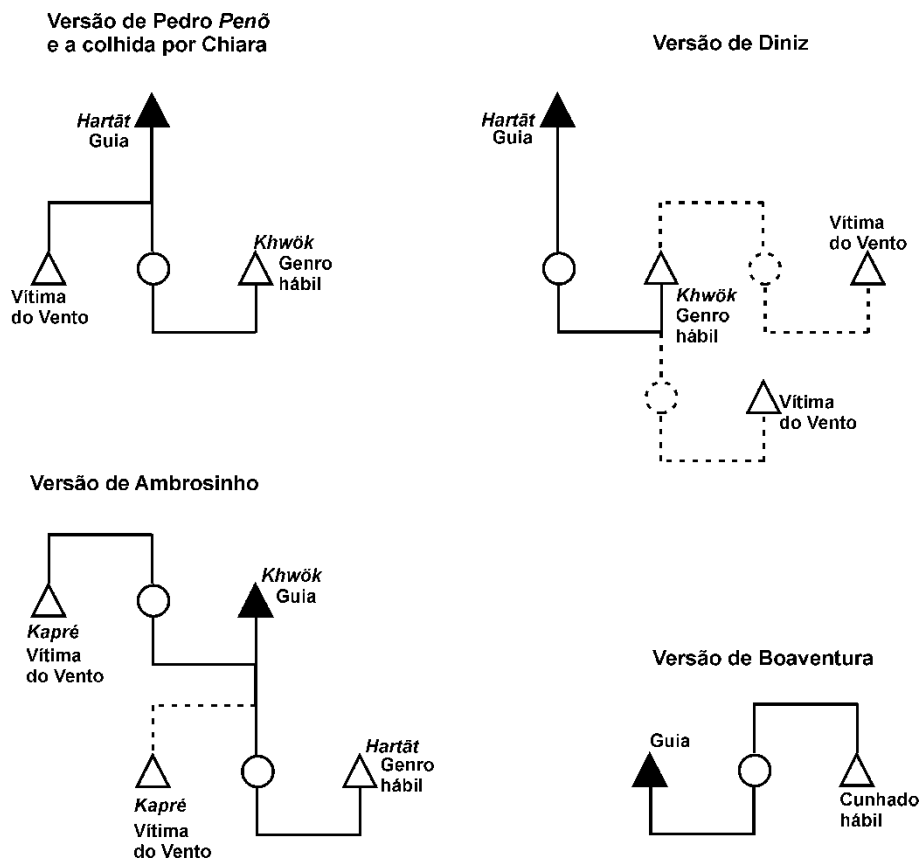 Versão de Pedro Penõ
e a colhida por Chiara
Hartãt
Guia
Vítima
do Vento
Khwök
Genro
hábil
Versão de Diniz
Hartãt
Guia
Khwök
Genro
hábil
Vítima
do Vento
Vítima
do Vento
Versão de Ambrosinho
Kapré
Vítima
do Vento
Khwök
Guia
Kapré
Vítima
do Vento
Hartãt
Genro
hábil
Versão de Boaventura
Guia
Cunhado
hábil